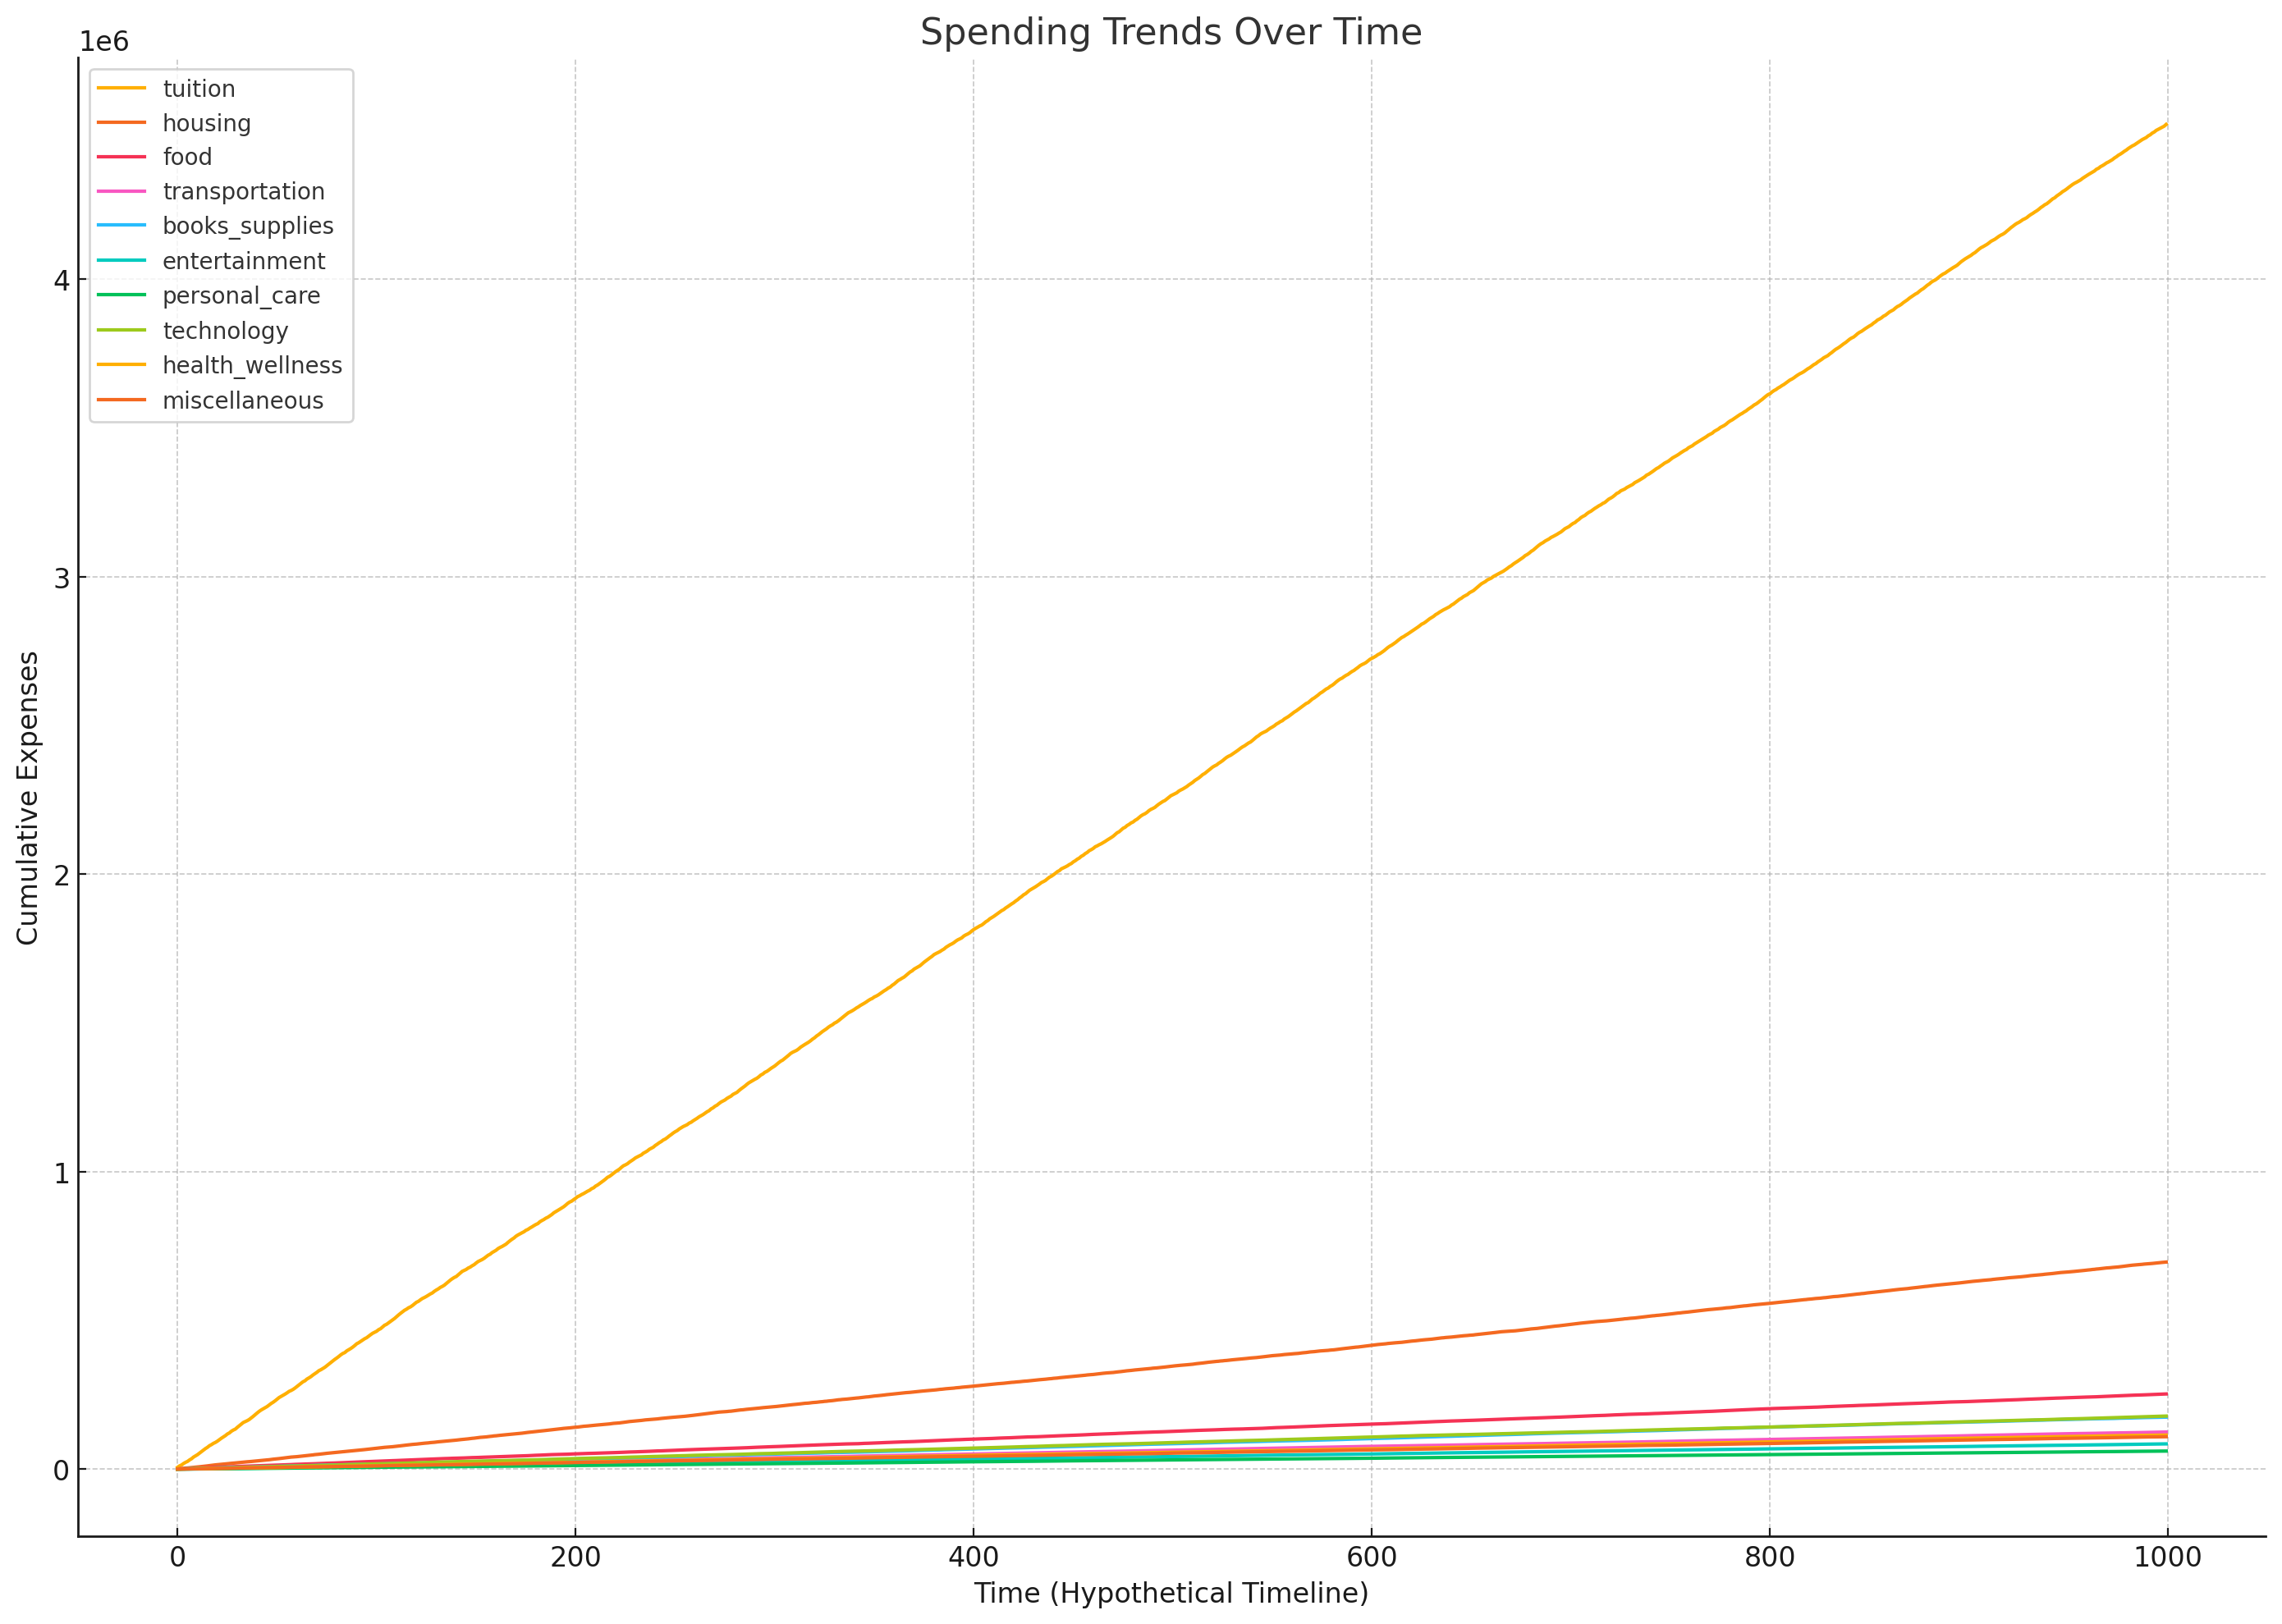 Spending Trends Over Time
1e6
tuition
housing
food
transportation
books_supplies
entertainment
personal_care
technology
health_wellness
miscellaneous
Cumulative Expenses
4
3
2
1
0
0 200 400 600 800 1000
Time (Hypothetical Timeline)